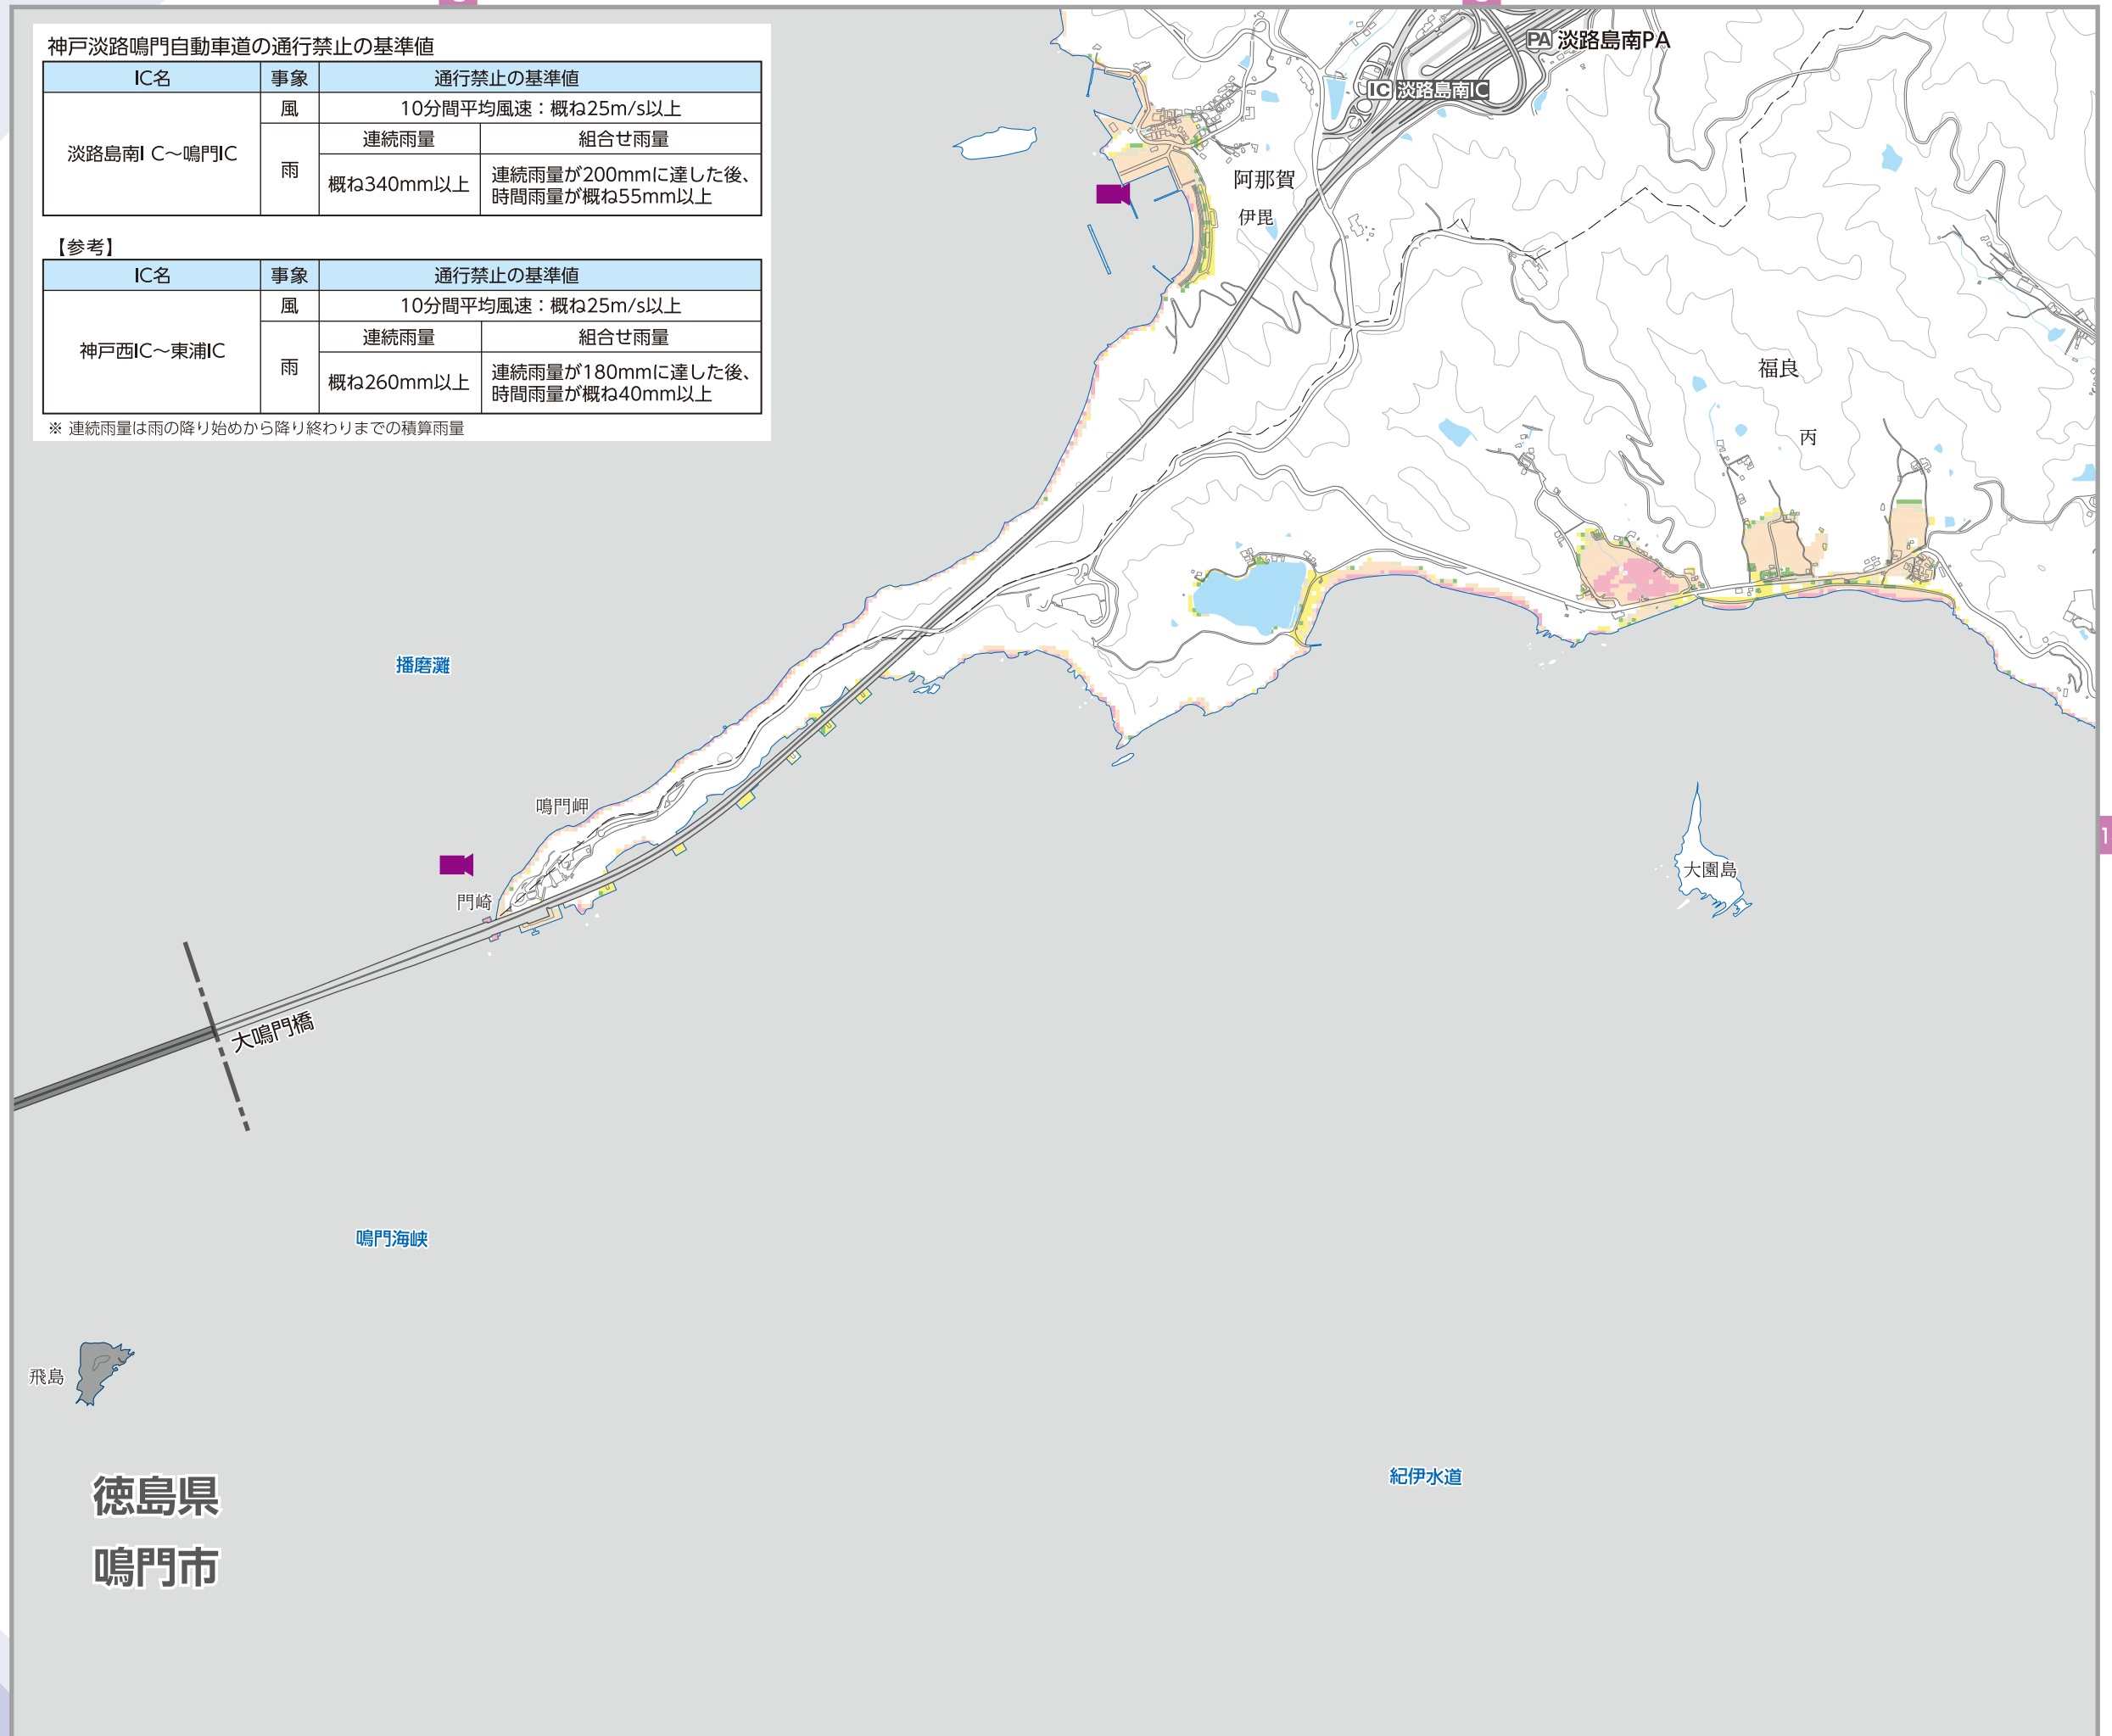 神戸淡路鳴門自動車道の通行禁止の基準値
IC名 事象 通行禁止の基準値
淡路島南IC～鳴門IC
風 10分間平均風速：概ね25m/s以上
雨
連続雨量 組合せ雨量
概ね340mm以上
連続雨量が200mmに達した後、
時間雨量が概ね55mm以上
【参考】
IC名 事象 通行禁止の基準値
神戸西IC～東浦IC
風 10分間平均風速：概ね25m/s以上
雨
連続雨量 組合せ雨量
概ね260mm以上
連続雨量が180mmに達した後、
時間雨量が概ね40mm以上
※ 連続雨量は雨の降り始めから降り終わりまでの積算雨量
PA 淡路島南PA
IC 淡路島南IC
阿那賀
伊毘
福良
丙
播磨灘
鳴門岬
門崎
大園島
1
大鳴門橋
鳴門海峡
飛島
紀伊水道
徳島県
鳴門市